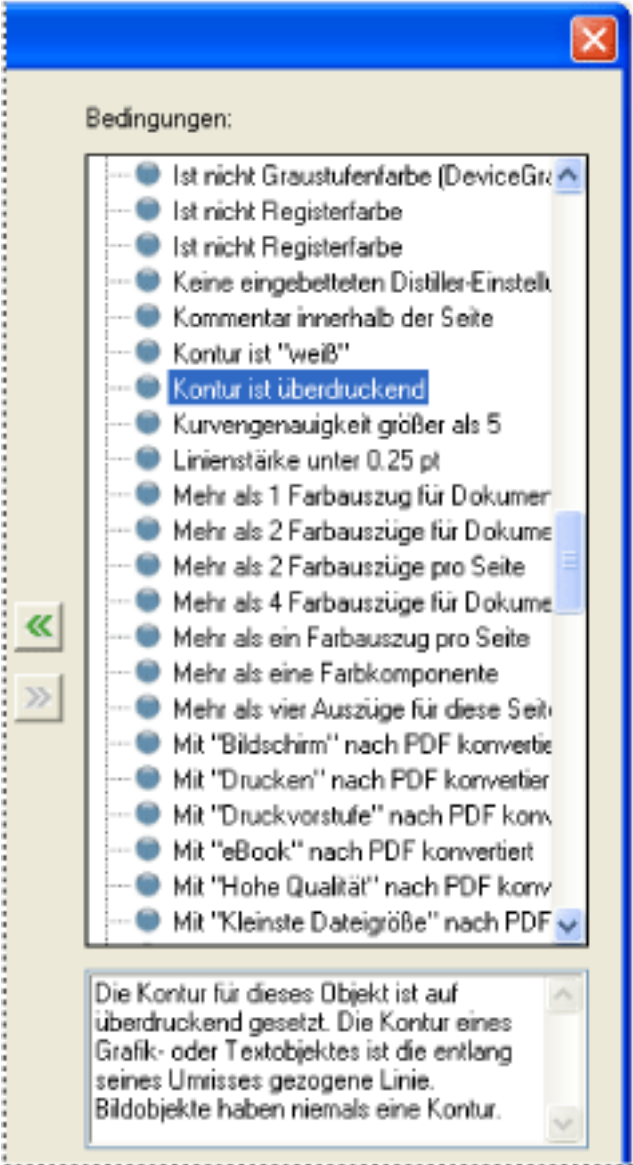 Bedingungen:
Ist nicht Graustufenfarbe (DeviceGra
Ist nicht Registerfarbe
Ist nicht Registerfarbe
Keine eingebetteten Distiller-Einstellu
Kommentar innerhalb der Seite
Kontur ist "weiß"
Kontur ist überdruckend
Kurvengenauigkeit größer als 5
Linienstärke unter 0.25 pt
Mehr als 1 Farbauszug für Dokumen
Mehr als 2 Farbauszüge für Dokume
Mehr als 2 Farbauszüge pro Seite
Mehr als 4 Farbauszüge für Dokume
Mehr als ein Farbauszug pro Seite
Mehr als eine Farbkomponente
Mehr als vier Auszüge für diese Seite
Mit "Bildschirm" nach PDF konvertie
Mit "Drucken" nach PDF konvertier
Mit "Druckvorstufe" nach PDF konv
Mit "eBook" nach PDF konvertiert
Mit "Hohe Qualität" nach PDF konv
Mit "Kleinste Dateigröße" nach PDF
Die Kontur für dieses Objekt ist auf
überdruckend gesetzt. Die Kontur eines
Grafik- oder Textobjektes ist die entlang
seines Umrisses gezogene Linie.
Bildobjekte haben niemals eine Kontur.